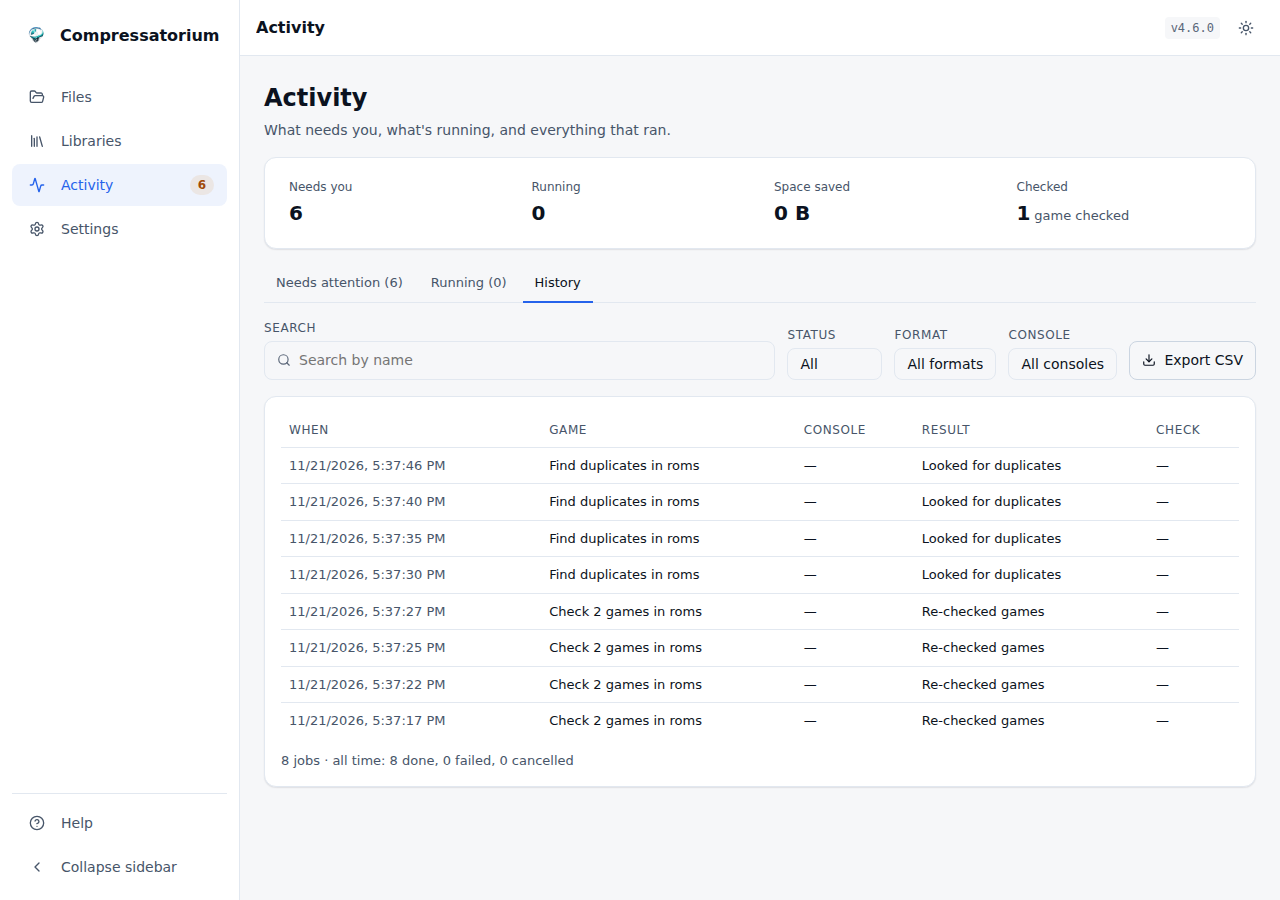 Compressatorium
Files
Libraries
Activity 6
Settings
Help
Collapse sidebar
Activity v4.6.0
Activity
What needs you, what's running, and everything that ran.
Needs you Running Space saved Checked
6 0 0 B 1 game checked
Needs attention (6) Running (0) History
SEARCH STATUS FORMAT CONSOLE
Search by name All All formats All consoles Export CSV
WHEN GAME CONSOLE RESULT CHECK
11/21/2026, 5:37:46 PM Find duplicates in roms — Looked for duplicates —
11/21/2026, 5:37:40 PM Find duplicates in roms — Looked for duplicates —
11/21/2026, 5:37:35 PM Find duplicates in roms — Looked for duplicates —
11/21/2026, 5:37:30 PM Find duplicates in roms — Looked for duplicates —
11/21/2026, 5:37:27 PM Check 2 games in roms — Re-checked games —
11/21/2026, 5:37:25 PM Check 2 games in roms — Re-checked games —
11/21/2026, 5:37:22 PM Check 2 games in roms — Re-checked games —
11/21/2026, 5:37:17 PM Check 2 games in roms — Re-checked games —
8 jobs · all time: 8 done, 0 failed, 0 cancelled